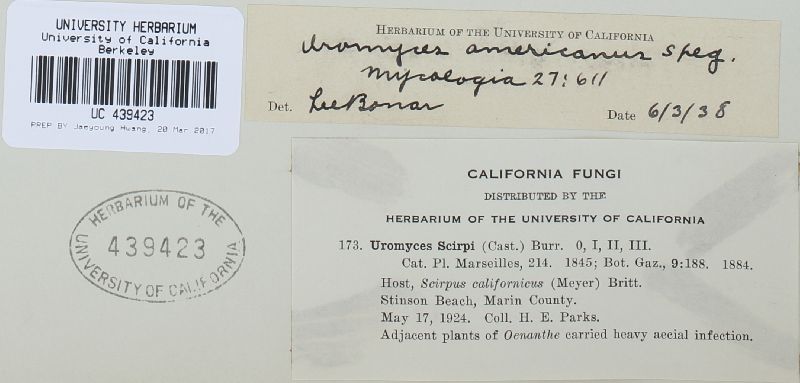 UNIVERSITY HERBARIUM
University of California
Berkeley
UC 439423
PREP BY Jaeyoung Hwang, 20 Mar 2017
HERBARIUM OF THE UNIVERSITY OF CALIFORNIA
Uromyces americanus Speg.
Mycologia 27:611
Det. Lee Bonar
Date 6/3/38
HERBARIUM OF THE
439423
UNIVERSITY OF CALIFORNIA
CALIFORNIA FUNGI
DISTRIBUTED BY THE
HERBARIUM OF THE UNIVERSITY OF CALIFORNIA
173. Uromyces Scirpi (Cast.) Burr. 0, I, II, III.
Cat. Pl. Marseilles, 214. 1845; Bot. Gaz., 9:188. 1884.
Host, Scirpus californicus (Meyer) Britt.
Stinson Beach, Marin County.
May 17, 1924. Coll. H. E. Parks.
Adjacent plants of Oenanthe carried heavy aecial infection.